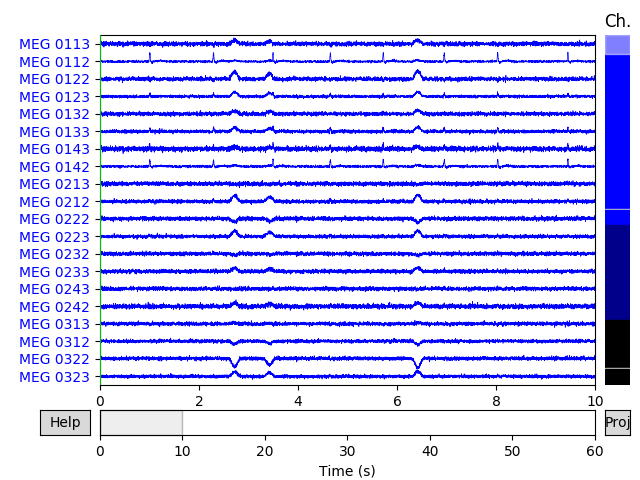 Ch.
MEG 0113
MEG 0112
MEG 0122
MEG 0123
MEG 0132
MEG 0133
MEG 0143
MEG 0142
MEG 0213
MEG 0212
MEG 0222
MEG 0223
MEG 0232
MEG 0233
MEG 0243
MEG 0242
MEG 0313
MEG 0312
MEG 0322
MEG 0323
0 2 4 6 8 10
Help Proj
0 10 20 30 40 50 60
Time (s)